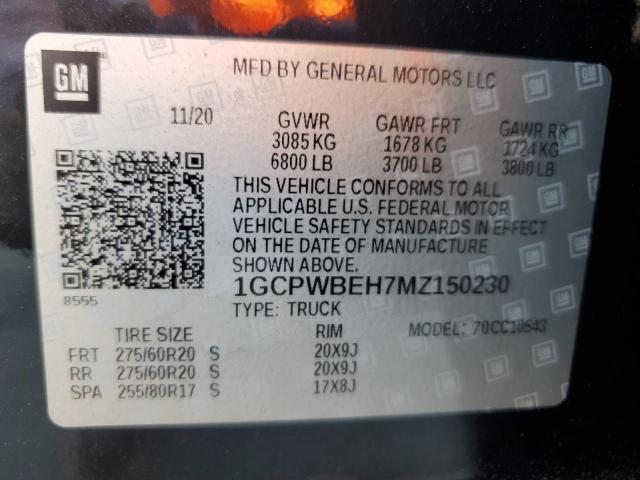 GM
MFD BY GENERAL MOTORS LLC
11/20 GVWR GAWR FRT GAWR RR
3085 KG 1678 KG 1724 KG
6800 LB 3700 LB 3800 LB
THIS VEHICLE CONFORMS TO ALL
APPLICABLE U.S. FEDERAL MOTOR
VEHICLE SAFETY STANDARDS IN EFFECT
ON THE DATE OF MANUFACTURE
SHOWN ABOVE.
8555
1GCPWBEH7MZ150230
TYPE: TRUCK
MODEL: 70CC10543
TIRE SIZE RIM
FRT 275/60R20 S 20X9J
RR 275/60R20 S 20X9J
SPA 255/80R17 S 17X8J